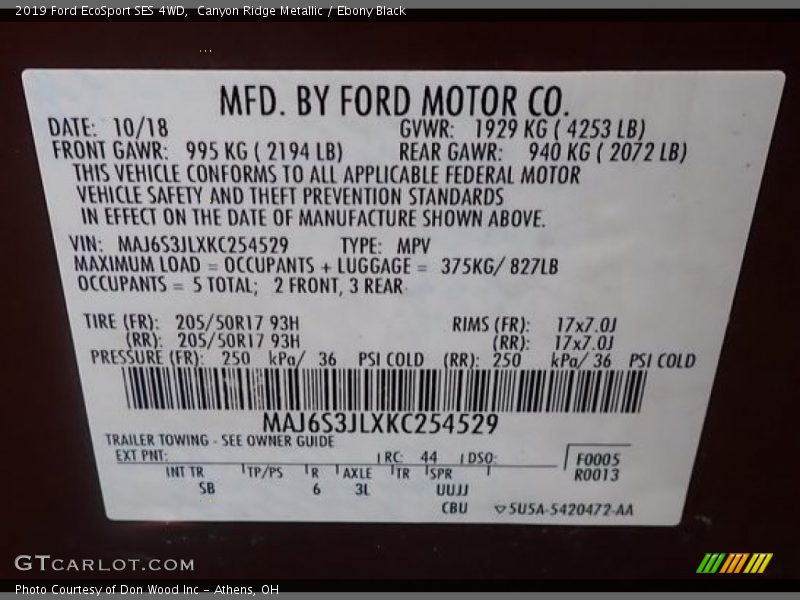 2019 Ford EcoSport SES 4WD,  Canyon Ridge Metallic / Ebony Black
MFD. BY FORD MOTOR CO.
DATE: 10/18 GVWR: 1929 KG ( 4253 LB)
FRONT GAWR: 995 KG ( 2194 LB) REAR GAWR: 940 KG ( 2072 LB)
THIS VEHICLE CONFORMS TO ALL APPLICABLE FEDERAL MOTOR
VEHICLE SAFETY AND THEFT PREVENTION STANDARDS
IN EFFECT ON THE DATE OF MANUFACTURE SHOWN ABOVE.
VIN: MAJ6S3JLXKC254529 TYPE: MPV
MAXIMUM LOAD = OCCUPANTS + LUGGAGE = 375KG/ 827LB
OCCUPANTS = 5 TOTAL; 2 FRONT, 3 REAR
TIRE (FR): 205/50R17 93H RIMS (FR): 17x7.0J
(RR): 205/50R17 93H (RR): 17x7.0J
PRESSURE (FR): 250 kPa/ 36 PSI COLD (RR): 250 kPa/ 36 PSI COLD
MAJ6S3JLXKC254529
TRAILER TOWING - SEE OWNER GUIDE
EXT PNT: RC: 44 DSO: F0005
R0013
INT TR TP/PS R AXLE TR SPR
SB 6 3L UUJJ
CBU ▽5U5A-5420472-AA
GTCARLOT.COM
Photo Courtesy of Don Wood Inc - Athens, OH